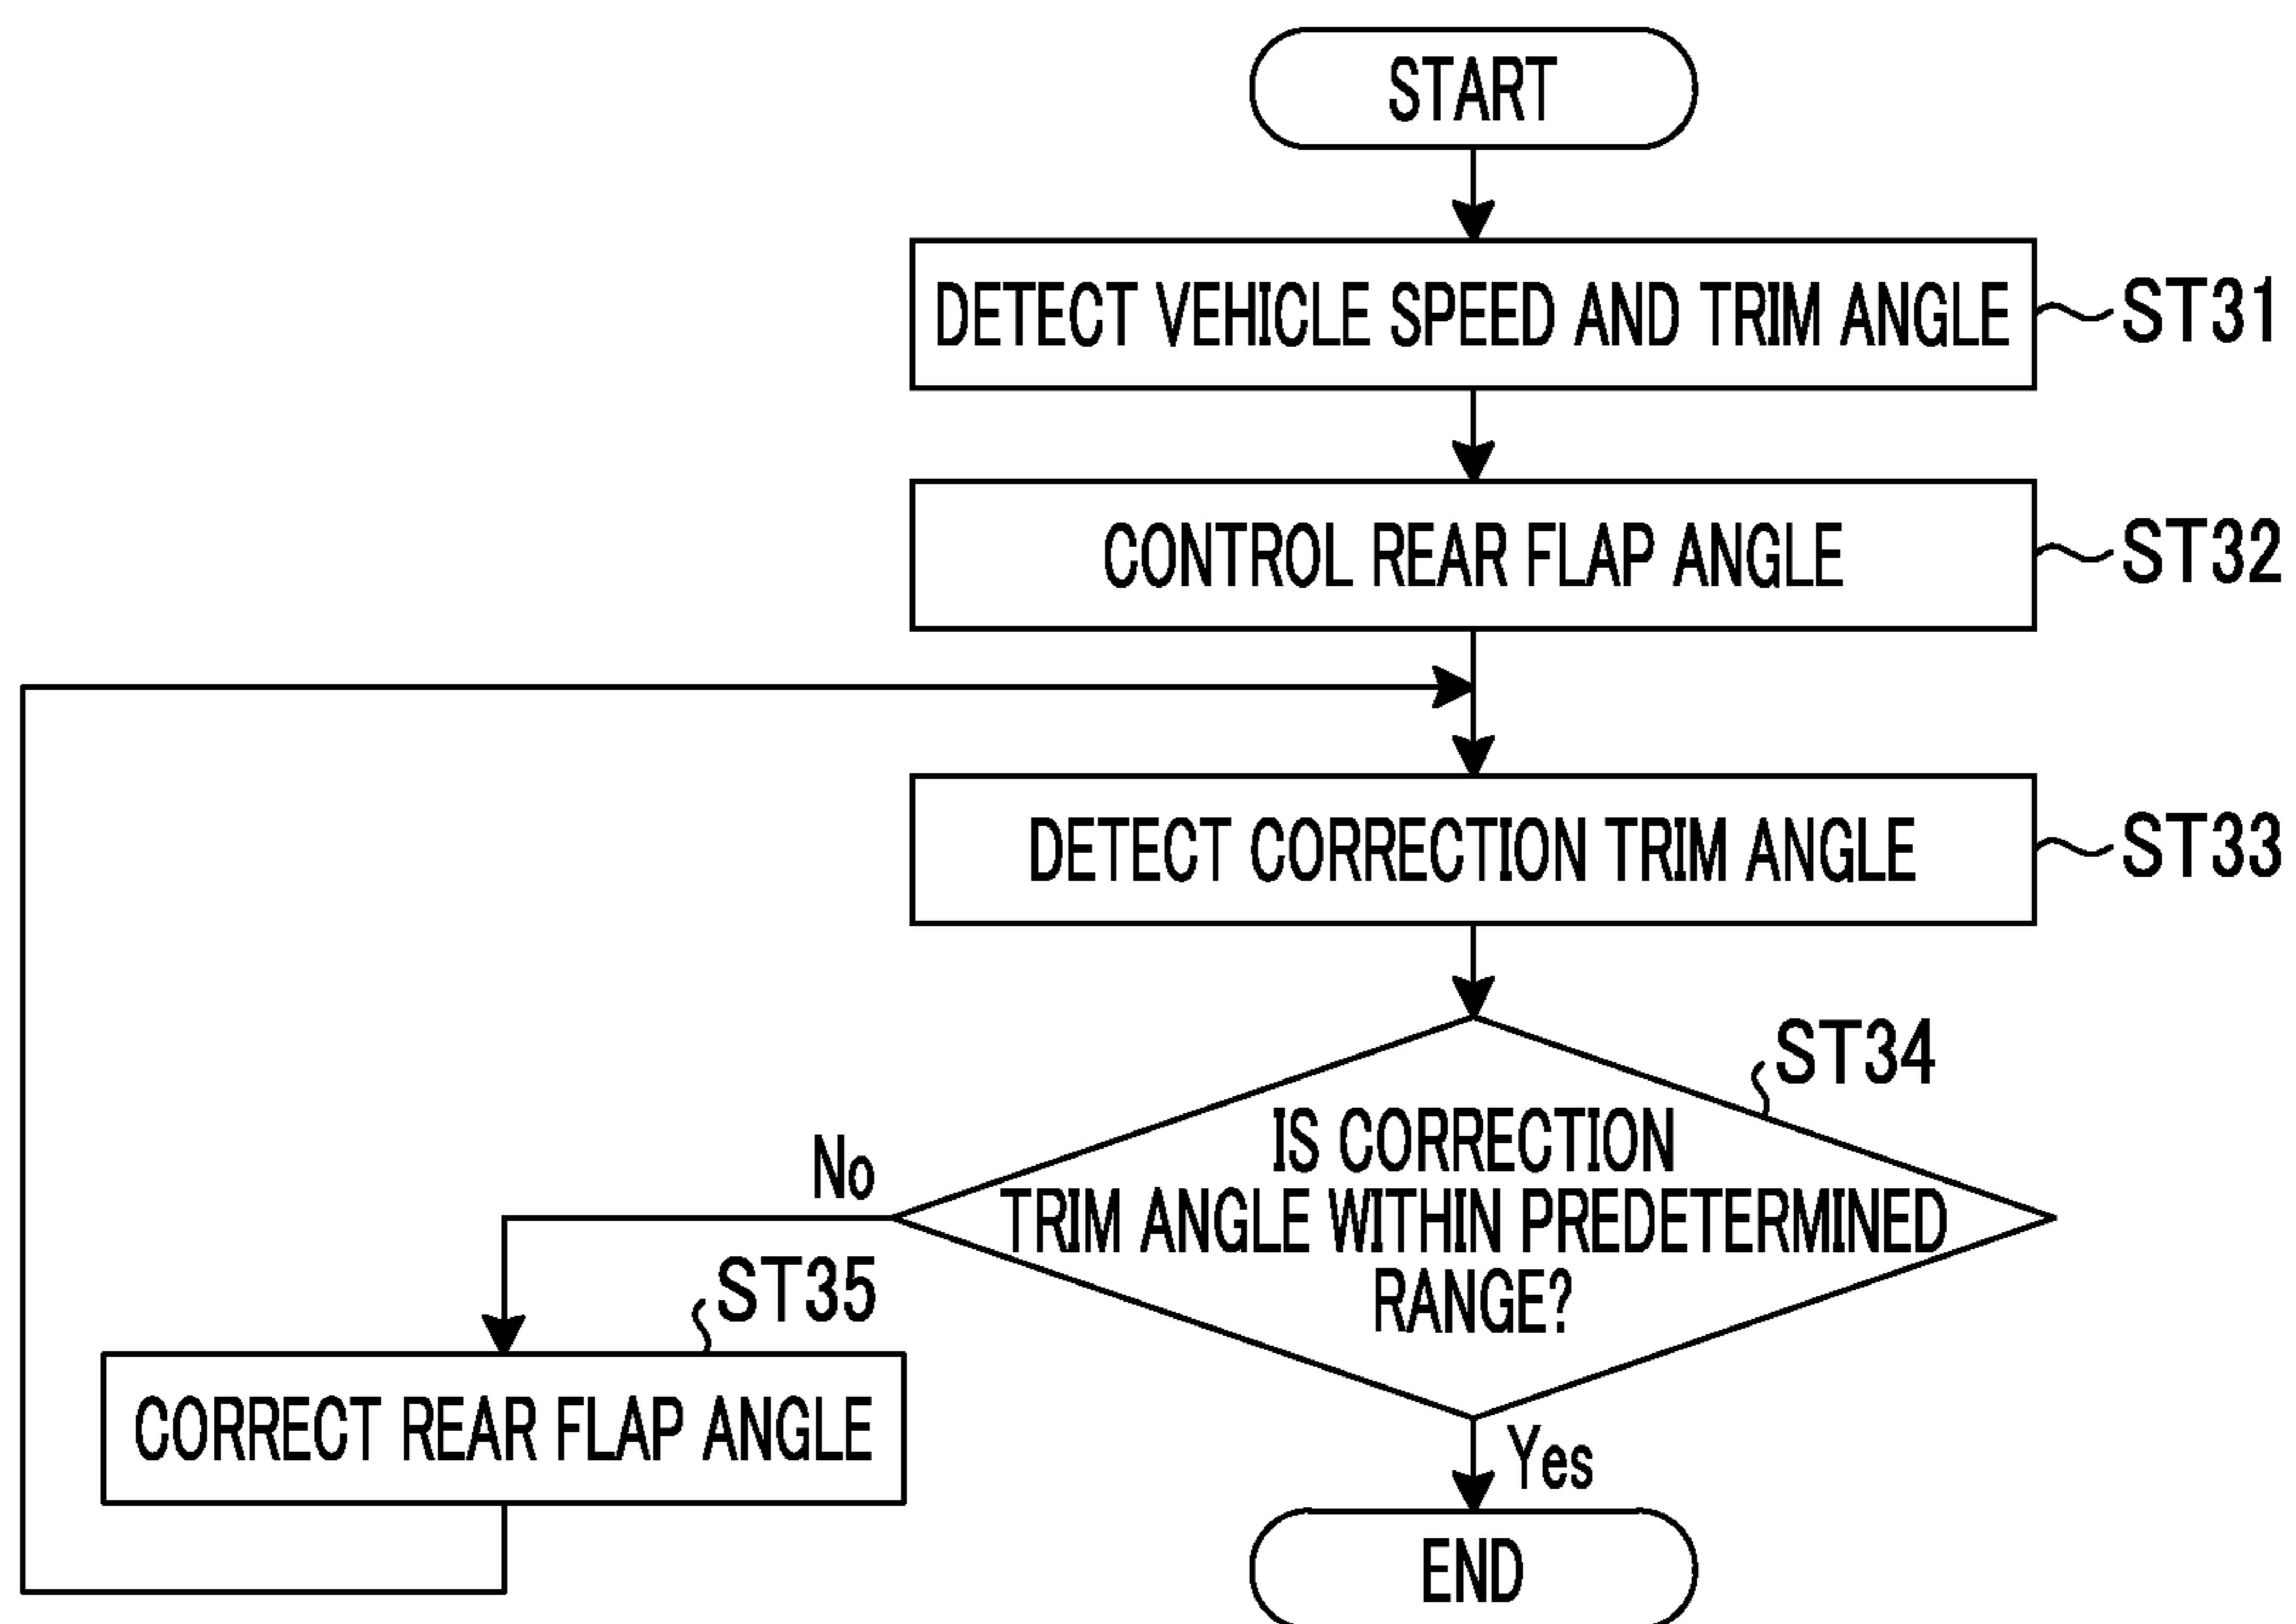 START
DETECT VEHICLE SPEED AND TRIM ANGLE
ST31
CONTROL REAR FLAP ANGLE
ST32
DETECT CORRECTION TRIM ANGLE
ST33
ST34
IS CORRECTION
TRIM ANGLE WITHIN PREDETERMINED
RANGE?
No
ST35
CORRECT REAR FLAP ANGLE
Yes
END